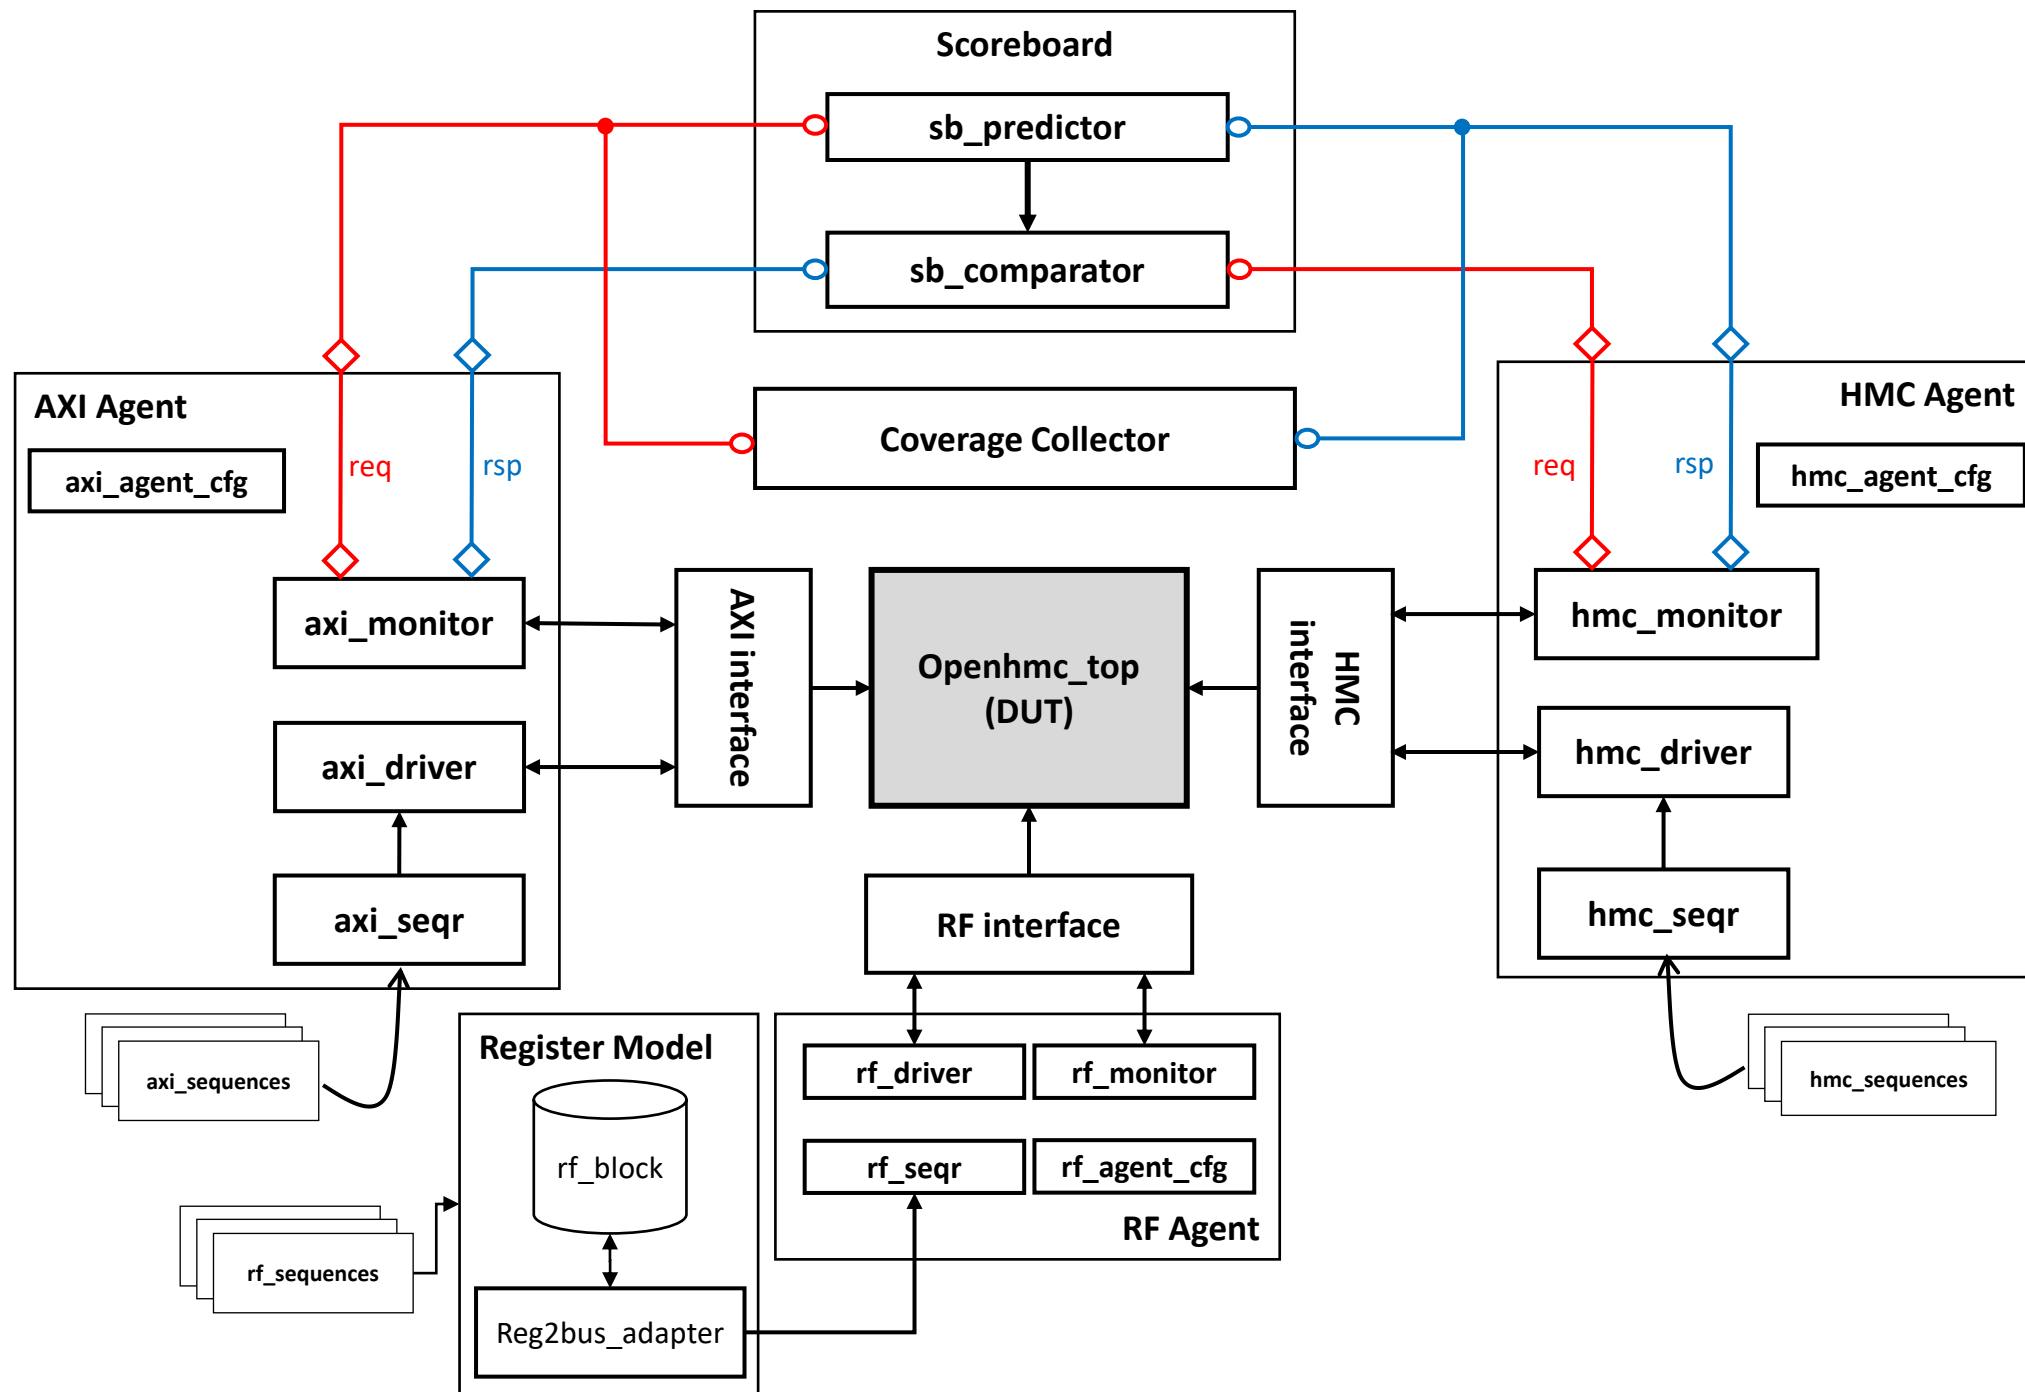 Scoreboard
sb_predictor
sb_comparator
AXI Agent
axi_agent_cfg
req
rsp
Coverage Collector
HMC Agent
hmc_agent_cfg
req
rsp
axi_monitor
axi_driver
axi_seqr
AXI interface
Openhmc_top
(DUT)
HMC
interface
hmc_monitor
hmc_driver
hmc_seqr
RF interface
axi_sequences
hmc_sequences
Register Model
rf_block
Reg2bus_adapter
rf_sequences
rf_driver
rf_monitor
rf_seqr
rf_agent_cfg
RF Agent